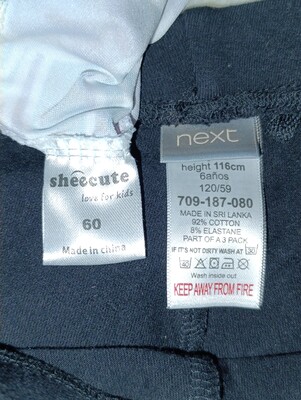 sheecute
love for kids
60
Made in china
next
height 116cm
6años
120/59
709-187-080
MADE IN SRI LANKA
92% COTTON
8% ELASTANE
PART OF A 3 PACK
IF IT'S NOT DIRTY WASH AT 30
Wash inside out
KEEP AWAY FROM FIRE